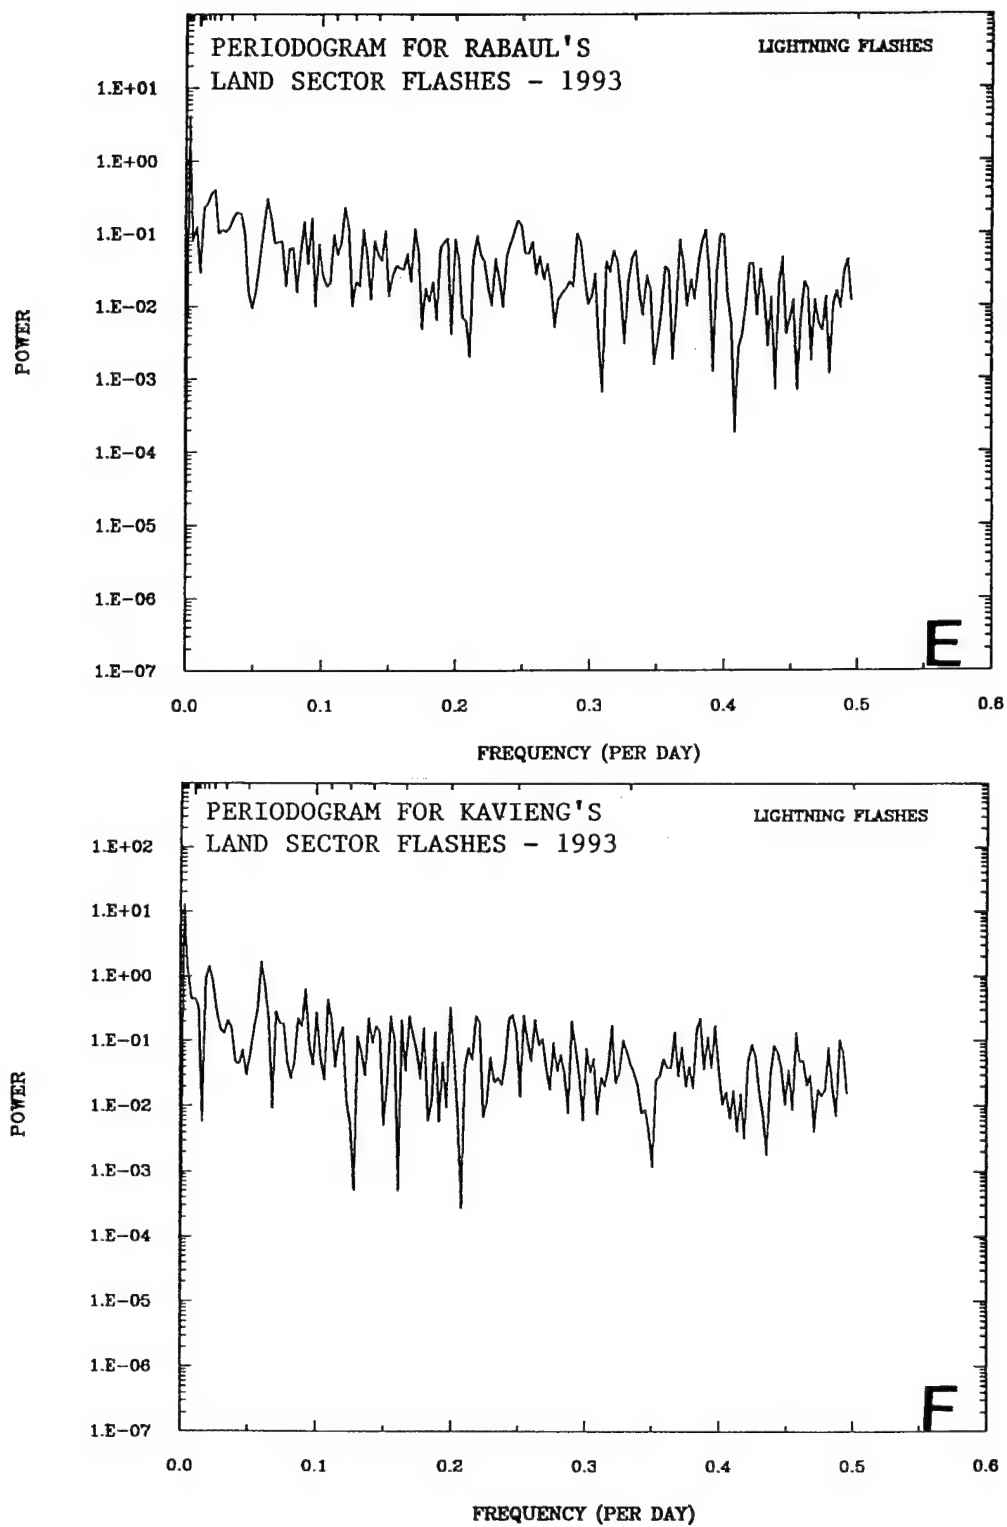 PERIODOGRAM FOR RABAUL'S
LIGHTNING FLASHES
LAND SECTOR FLASHES - 1993
1.E+01
1.E+00
1.E-01
1.E-02
1.E-03
1.E-04
1.E-05
1.E-06
1.E-07
POWER
E
0.0 0.1 0.2 0.3 0.4 0.5 0.6
FREQUENCY (PER DAY)
PERIODOGRAM FOR KAVIENG'S
LIGHTNING FLASHES
LAND SECTOR FLASHES - 1993
1.E+02
1.E+01
1.E+00
1.E-01
1.E-02
1.E-03
1.E-04
1.E-05
1.E-06
1.E-07
POWER
F
0.0 0.1 0.2 0.3 0.4 0.5 0.6
FREQUENCY (PER DAY)